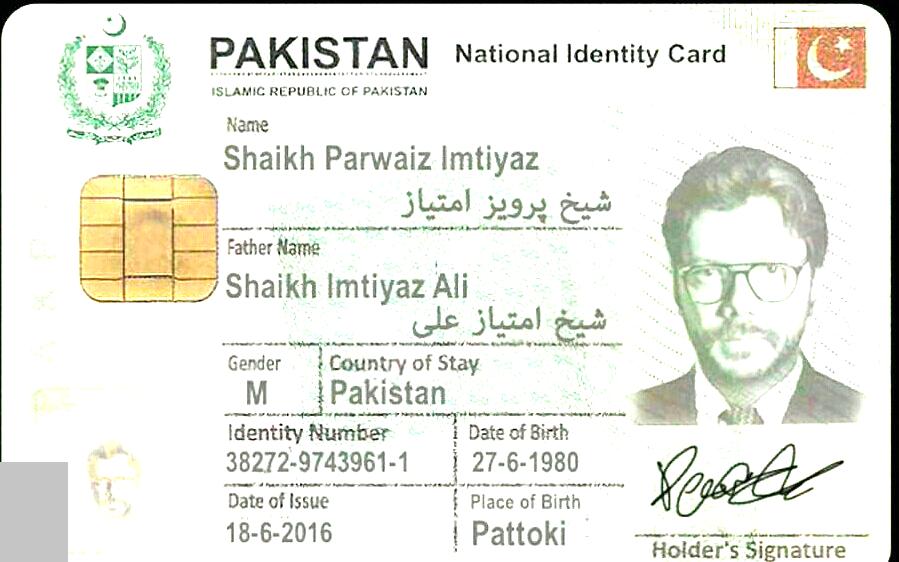 PAKISTAN National Identity Card
ISLAMIC REPUBLIC OF PAKISTAN
Name
Shaikh Parwaiz Imtiyaz
شیخ پرویز امتیاز
Father Name
Shaikh Imtiyaz Ali
شیخ امتیاز علی
Gender Country of Stay
M Pakistan
Identity Number Date of Birth
38272-9743961-1 27-6-1980
Date of Issue Place of Birth
18-6-2016 Pattoki
Holder's Signature